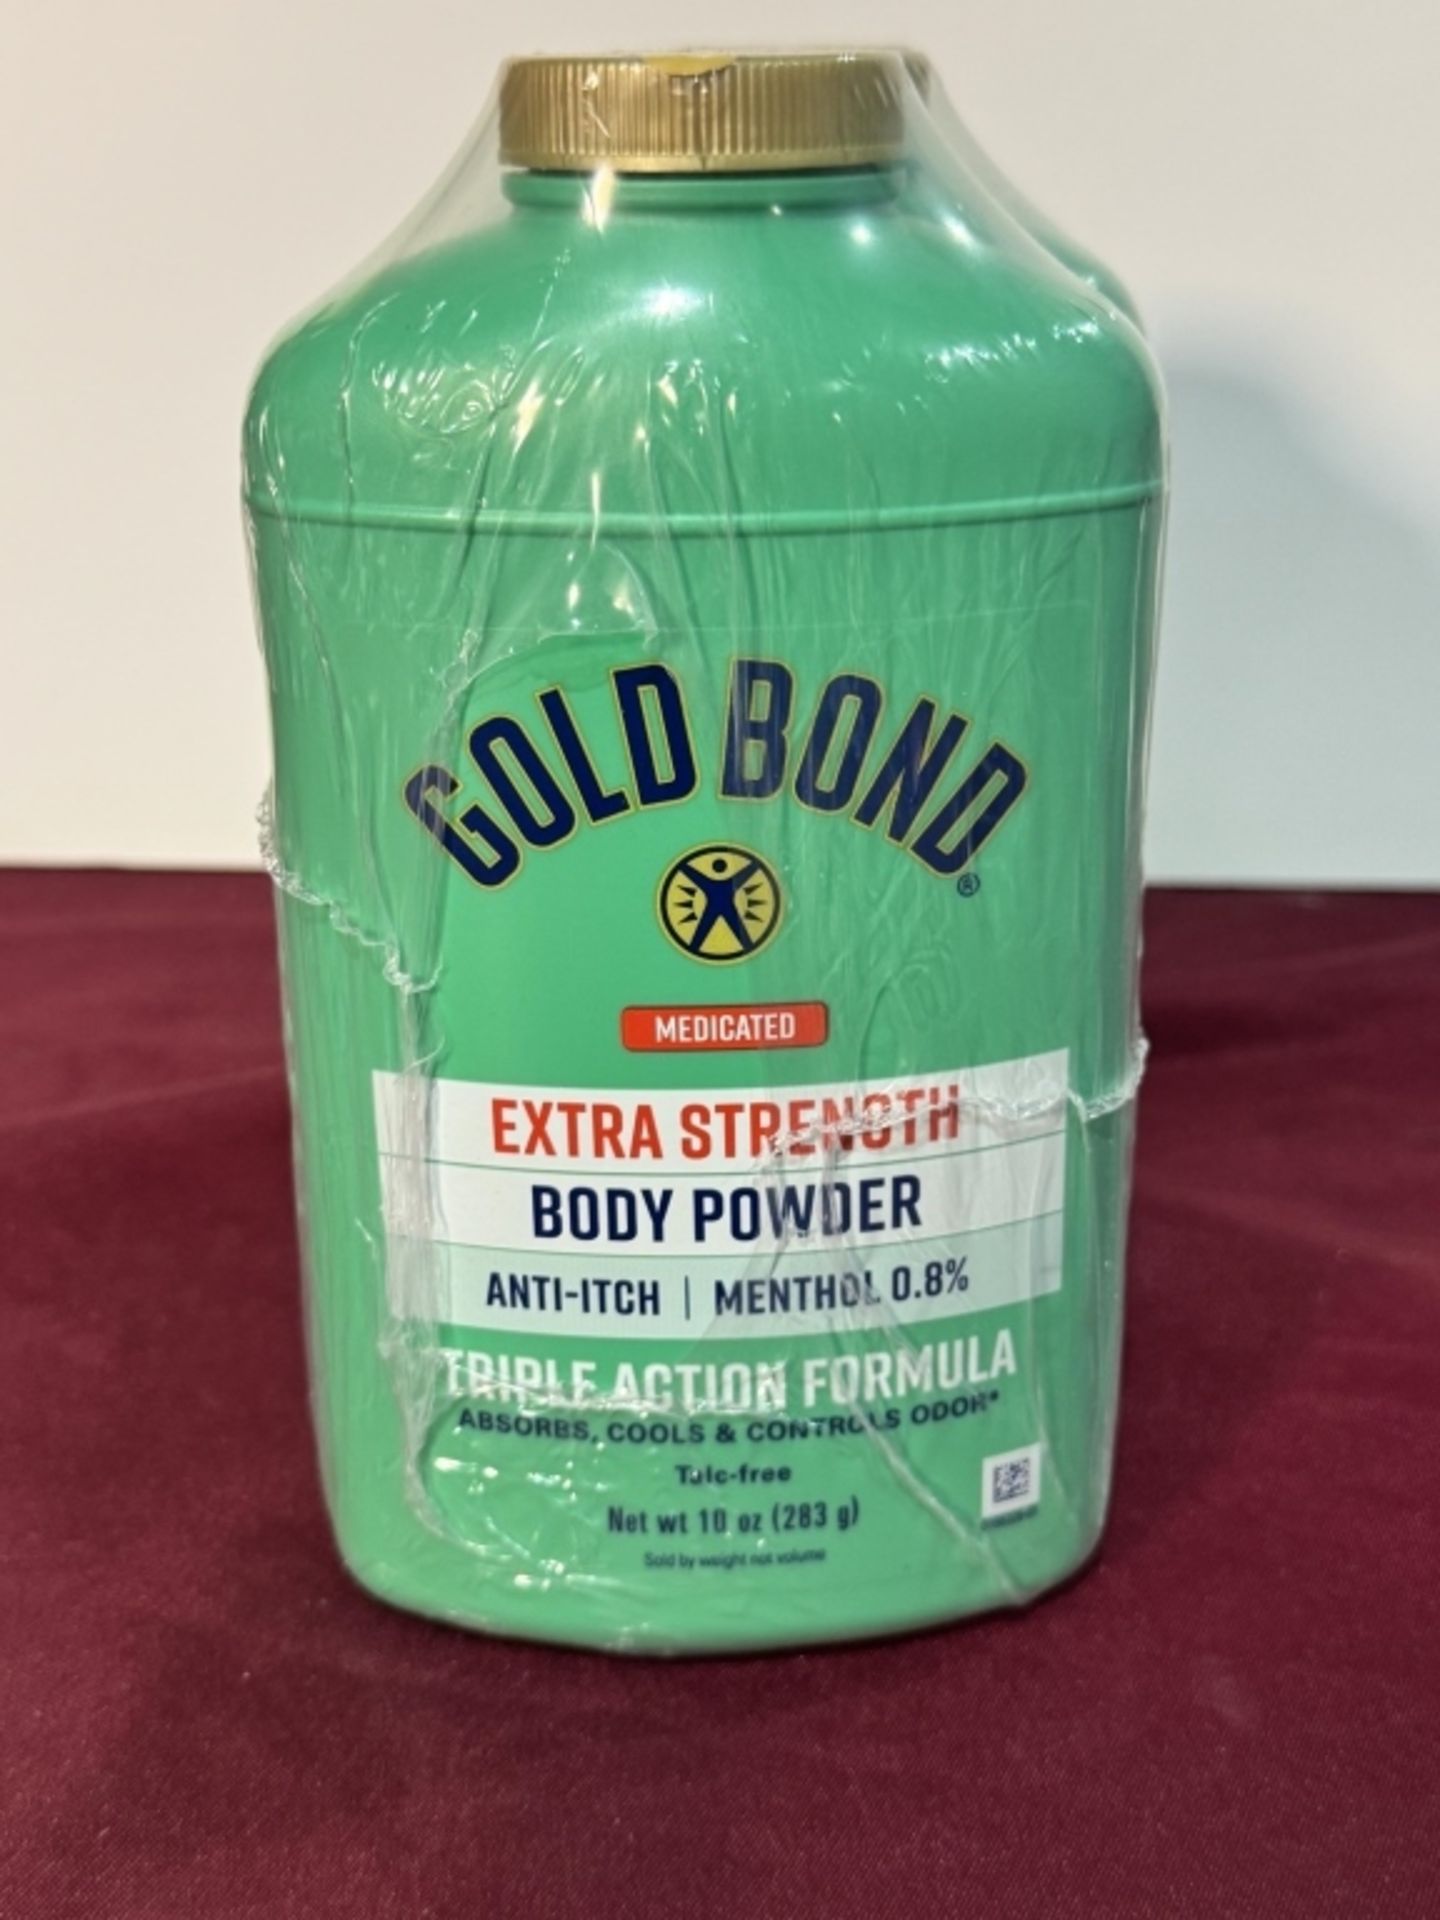 GOLD BOND®
MEDICATED
EXTRA STRENGTH
BODY POWDER
ANTI-ITCH | MENTHOL 0.8%
TRIPLE ACTION FORMULA
ABSORBS, COOLS & CONTROLS ODOR*
Talc-free
Net wt 10 oz (283 g)
Sold by weight not volume